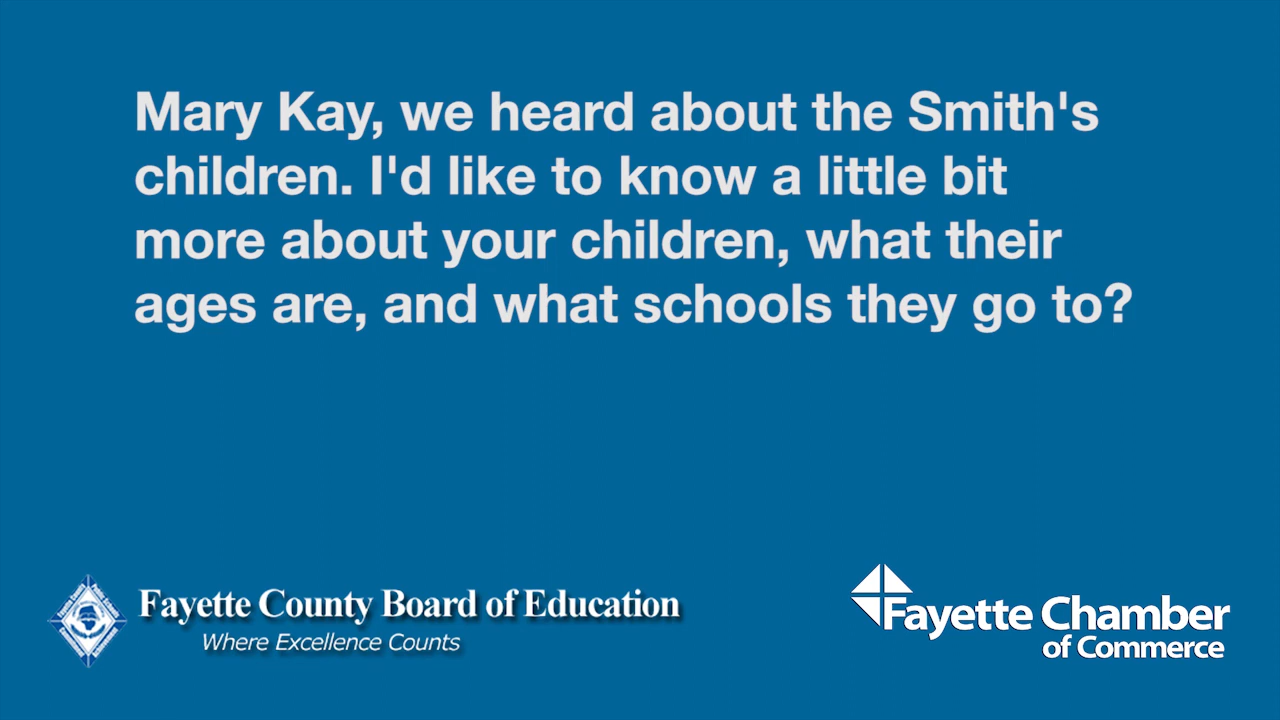 Mary Kay, we heard about the Smith's
children. I'd like to know a little bit
more about your children, what their
ages are, and what schools they go to?
Fayette County Board of Education
Where Excellence Counts
Fayette Chamber
of Commerce